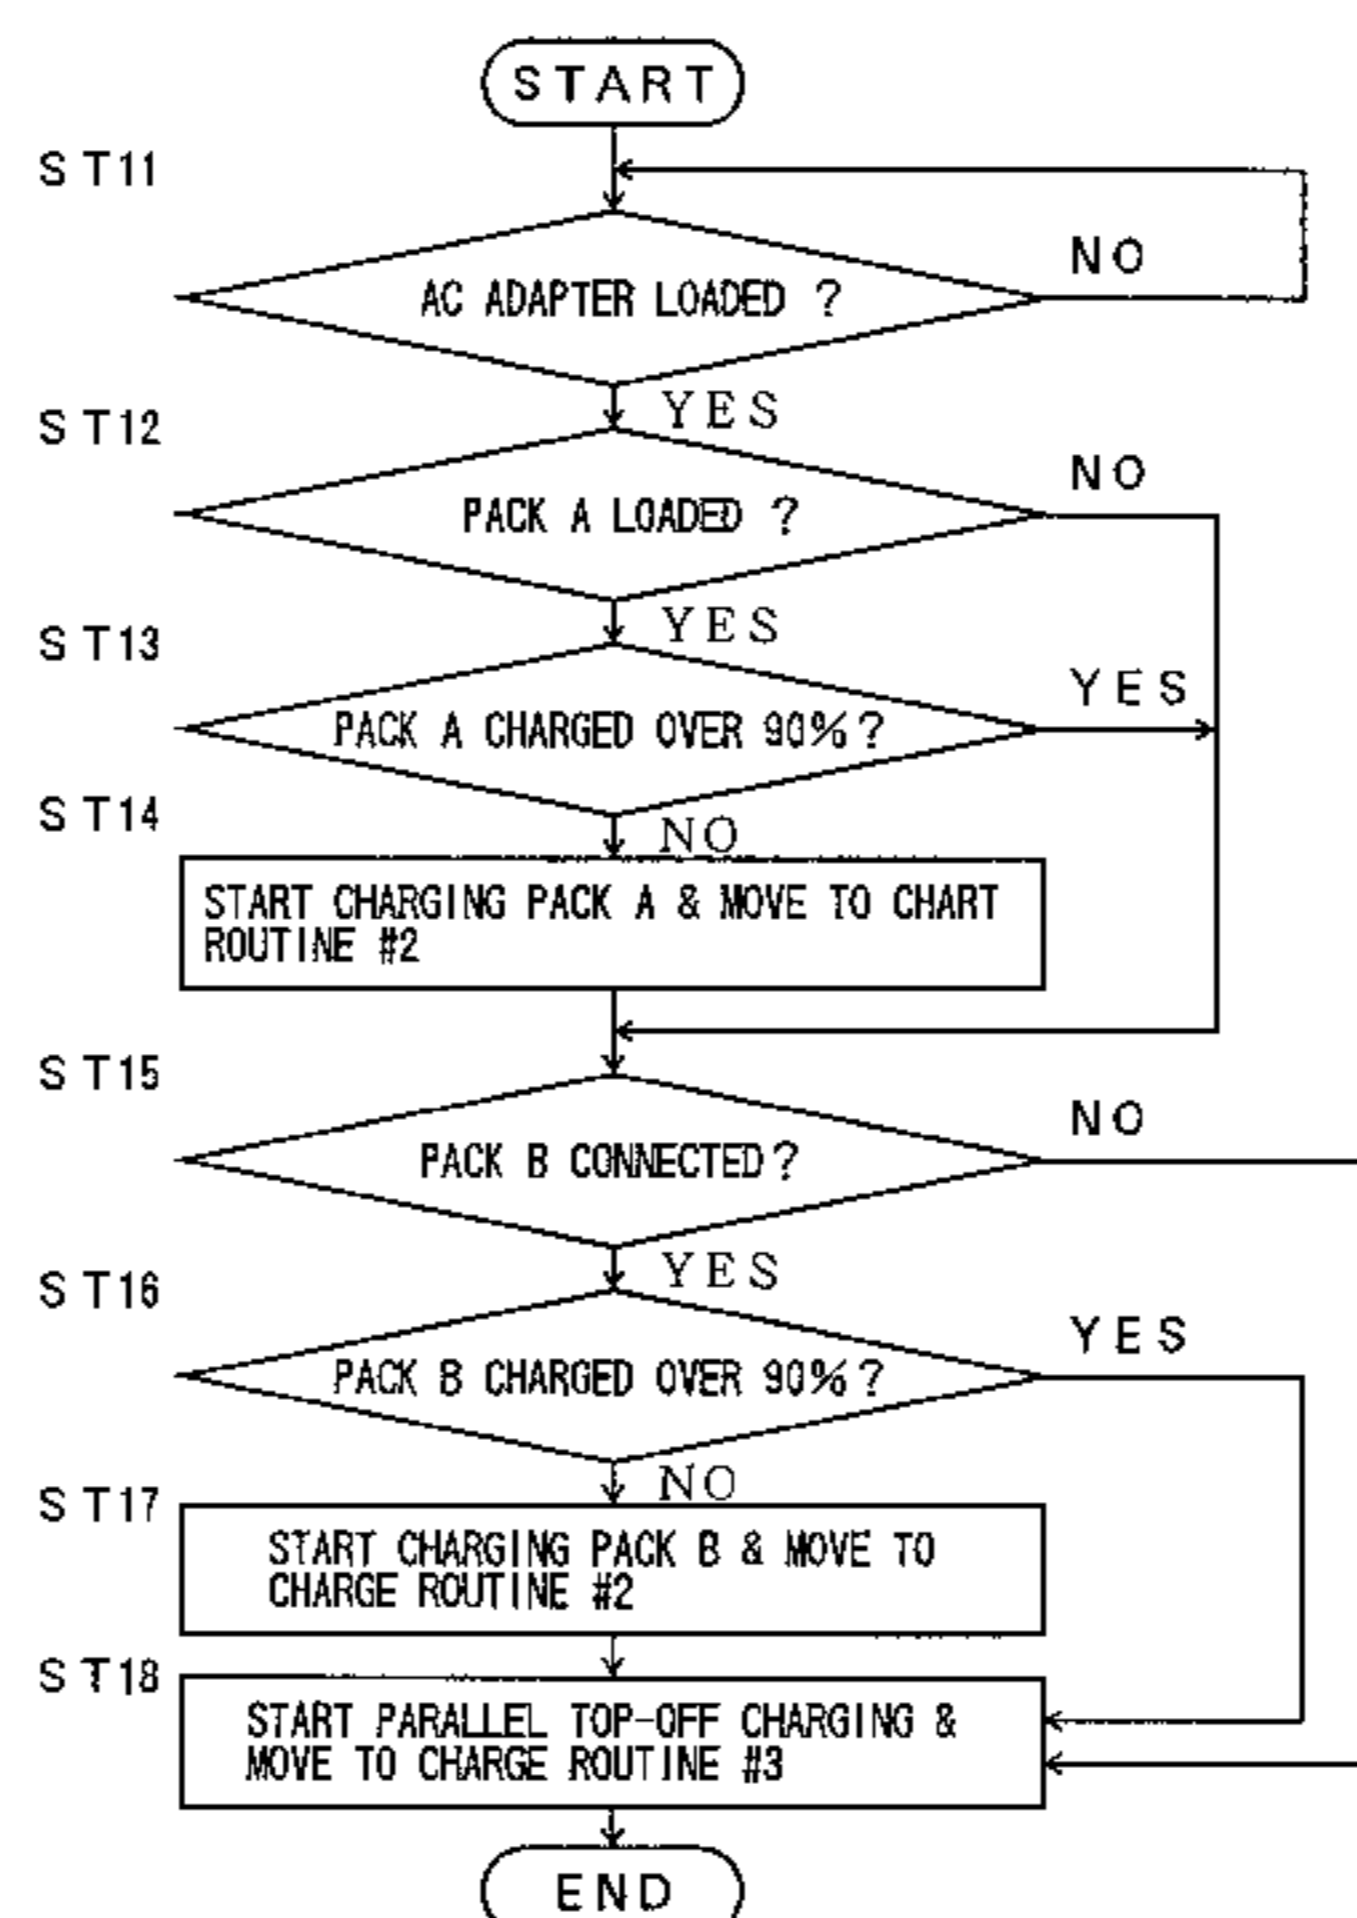 START
ST11
NO
AC ADAPTER LOADED ?
YES
ST12
NO
PACK A LOADED ?
YES
ST13
YES
PACK A CHARGED OVER 90%?
ST14
NO
START CHARGING PACK A & MOVE TO CHART
ROUTINE #2
ST15
NO
PACK B CONNECTED?
YES
ST16
YES
PACK B CHARGED OVER 90%?
NO
ST17
START CHARGING PACK B & MOVE TO
CHARGE ROUTINE #2
ST18
START PARALLEL TOP-OFF CHARGING &
MOVE TO CHARGE ROUTINE #3
END